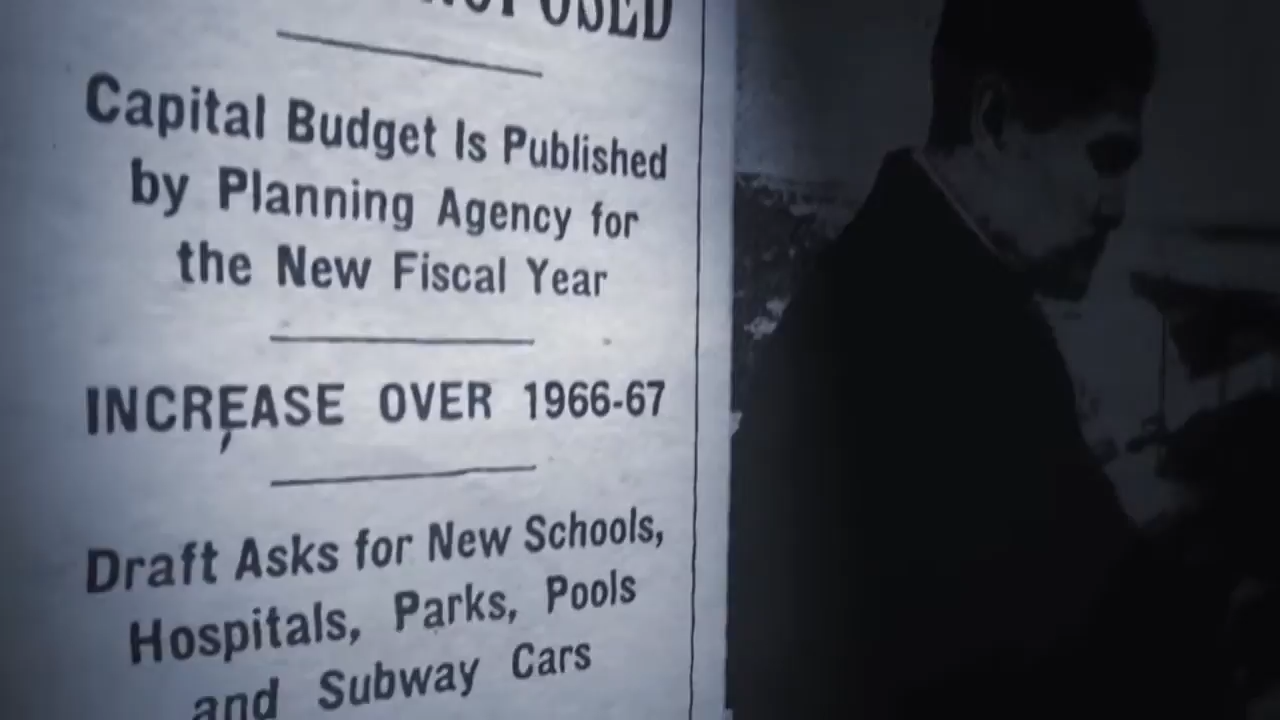 Capital Budget Is Published
by Planning Agency for
the New Fiscal Year
INCREASE OVER 1966-67
Draft Asks for New Schools,
Hospitals, Parks, Pools
and Subway Cars